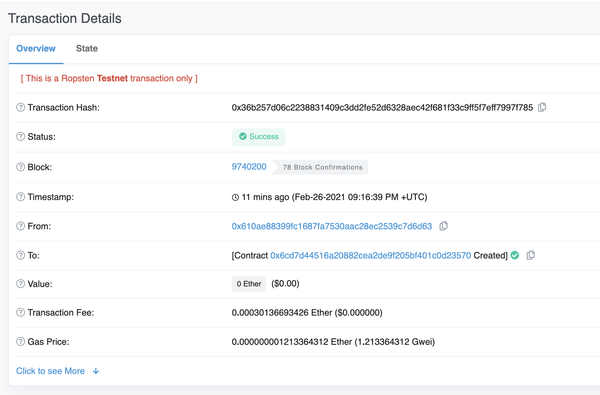 Transaction Details
Overview State
[ This is a Ropsten Testnet transaction only ]
Transaction Hash: 0x36b257d06c2238831409c3dd2fe52d6328aec42f681f33c9ff5f7eff7997f785
Status: Success
Block: 9740200 78 Block Confirmations
Timestamp: 11 mins ago (Feb-26-2021 09:16:39 PM +UTC)
From: 0x610ae88399fc1687fa7530aac28ec2539c7d6d63
To: [Contract 0x6cd7d44516a20882cea2de9f205bf401c0d23570 Created]
Value: 0 Ether ($0.00)
Transaction Fee: 0.00030136693426 Ether ($0.000000)
Gas Price: 0.000000001213364312 Ether (1.213364312 Gwei)
Click to see More